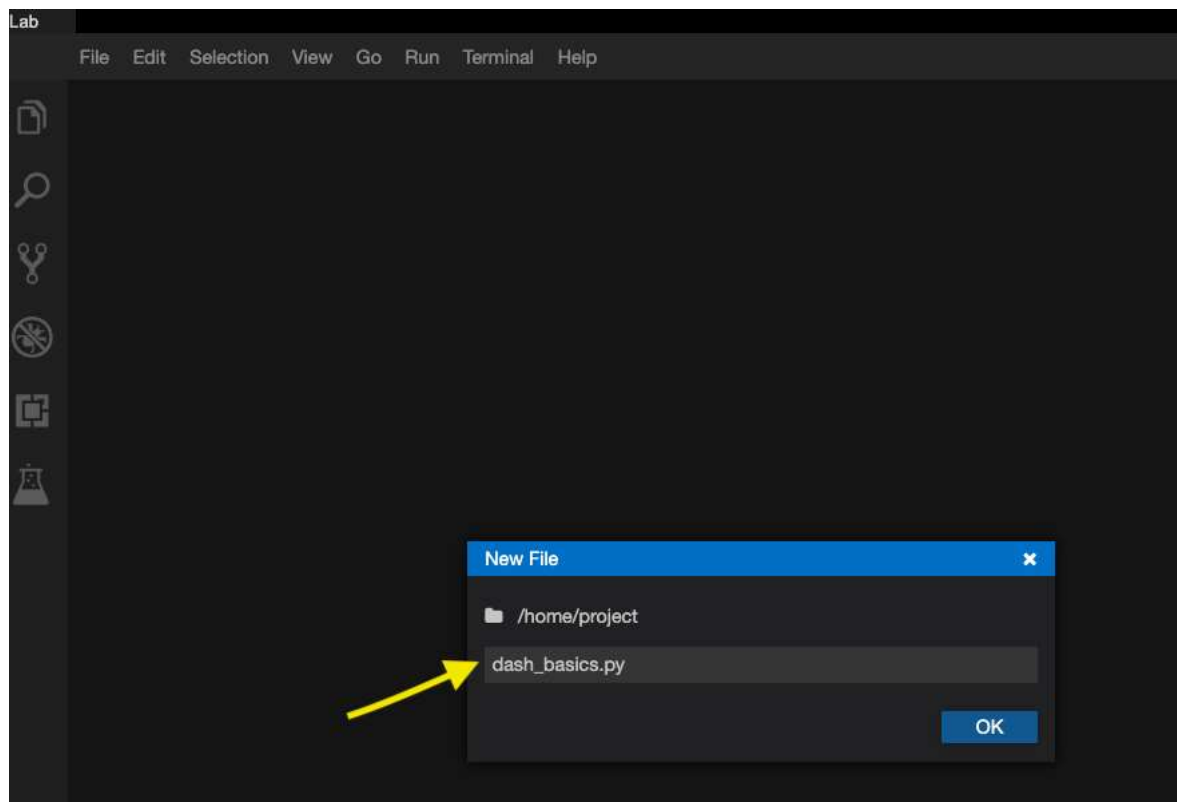 Lab
File Edit Selection View Go Run Terminal Help
New File
/home/project
dash_basics.py
OK